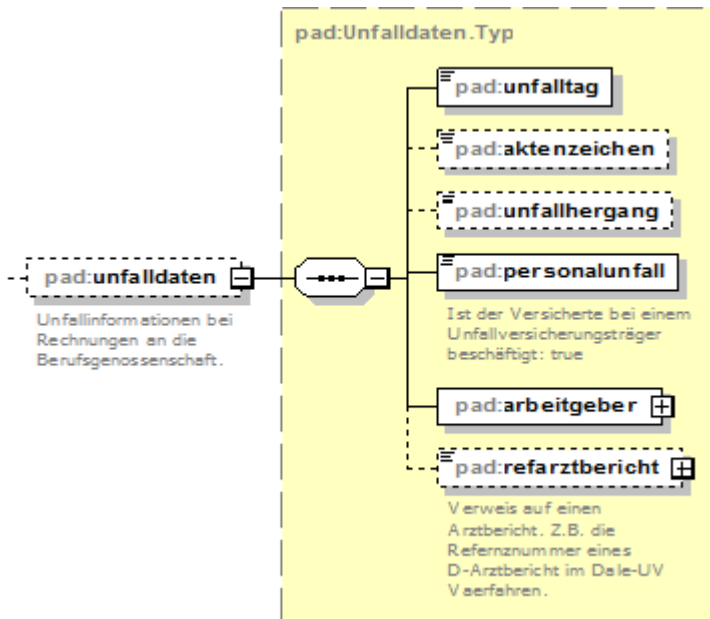 pad:Unfalldaten.Typ
pad:unfalltag
pad:aktenzeichen
pad:unfallhergang
pad:unfalldaten
Unfallinformationen bei
Rechnungen an die
Berufsgenossenschaft.
pad:personalunfall
Ist der Versicherte bei einem
Unfallversicherungsträger
beschäftigt: true
pad:arbeitgeber
pad:refarztbericht
Verweis auf einen
Arztbericht. Z.B. die
Refernznummer eines
D-Arztbericht im Dale-UV
Vaerfahren.